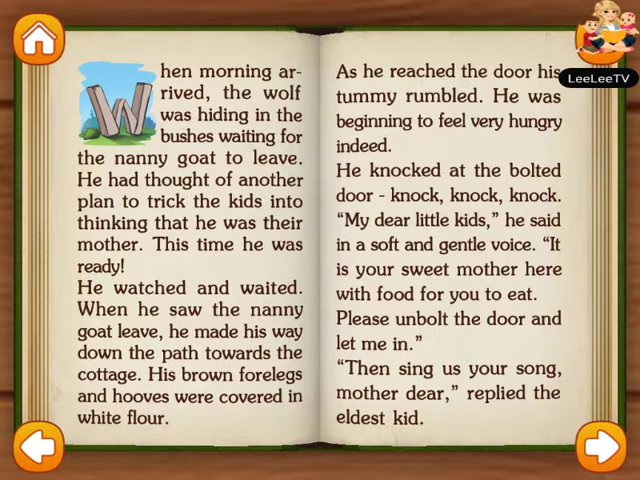 When morning ar-
rived, the wolf
was hiding in the
bushes waiting for
the nanny goat to leave.
He had thought of another
plan to trick the kids into
thinking that he was their
mother. This time he was
ready!
He watched and waited.
When he saw the nanny
goat leave, he made his way
down the path towards the
cottage. His brown forelegs
and hooves were covered in
white flour.
As he reached the door his
tummy rumbled. He was
beginning to feel very hungry
indeed.
He knocked at the bolted
door - knock, knock, knock.
“My dear little kids,” he said
in a soft and gentle voice. “It
is your sweet mother here
with food for you to eat.
Please unbolt the door and
let me in.”
“Then sing us your song,
mother dear,” replied the
eldest kid.
LeeLeeTV